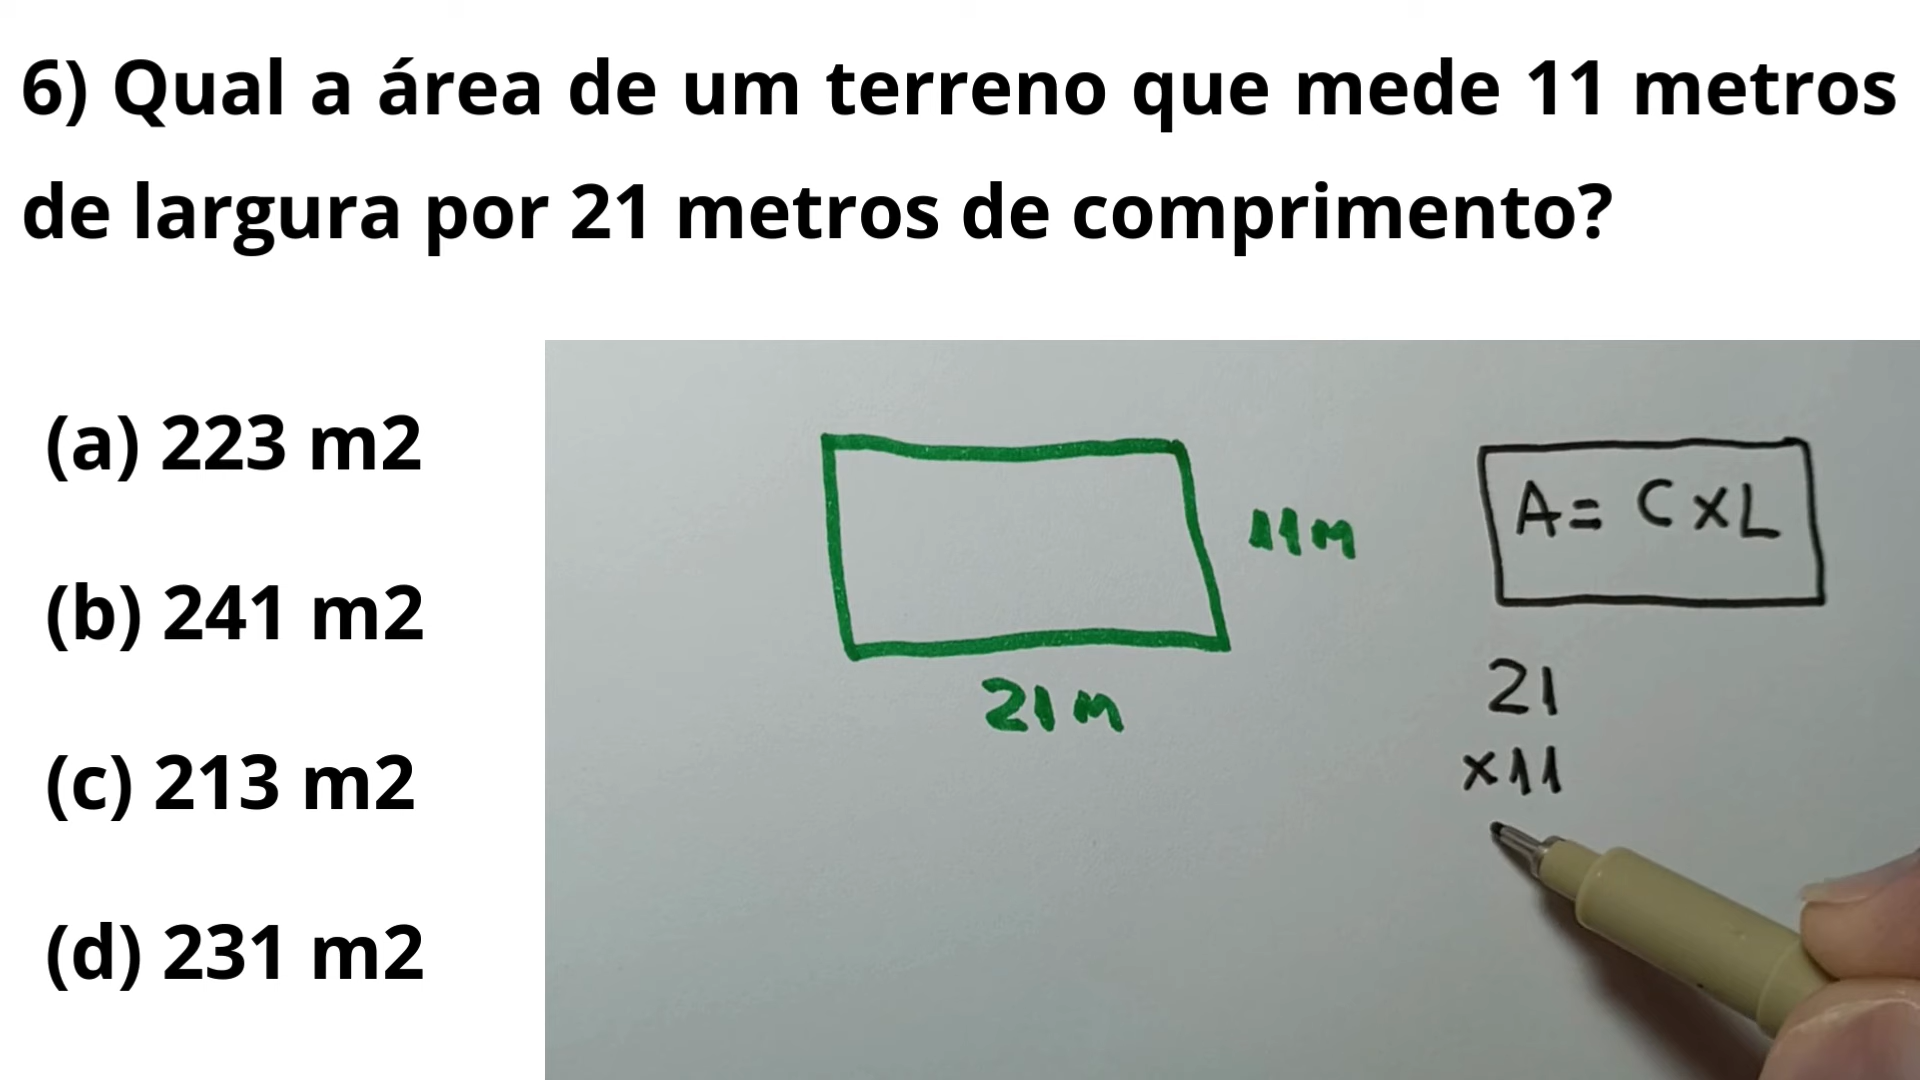 6) Qual a área de um terreno que mede 11 metros
de largura por 21 metros de comprimento?
(a) 223 m2
(b) 241 m2
(c) 213 m2
(d) 231 m2
11m
21m
A= CXL
21
x11